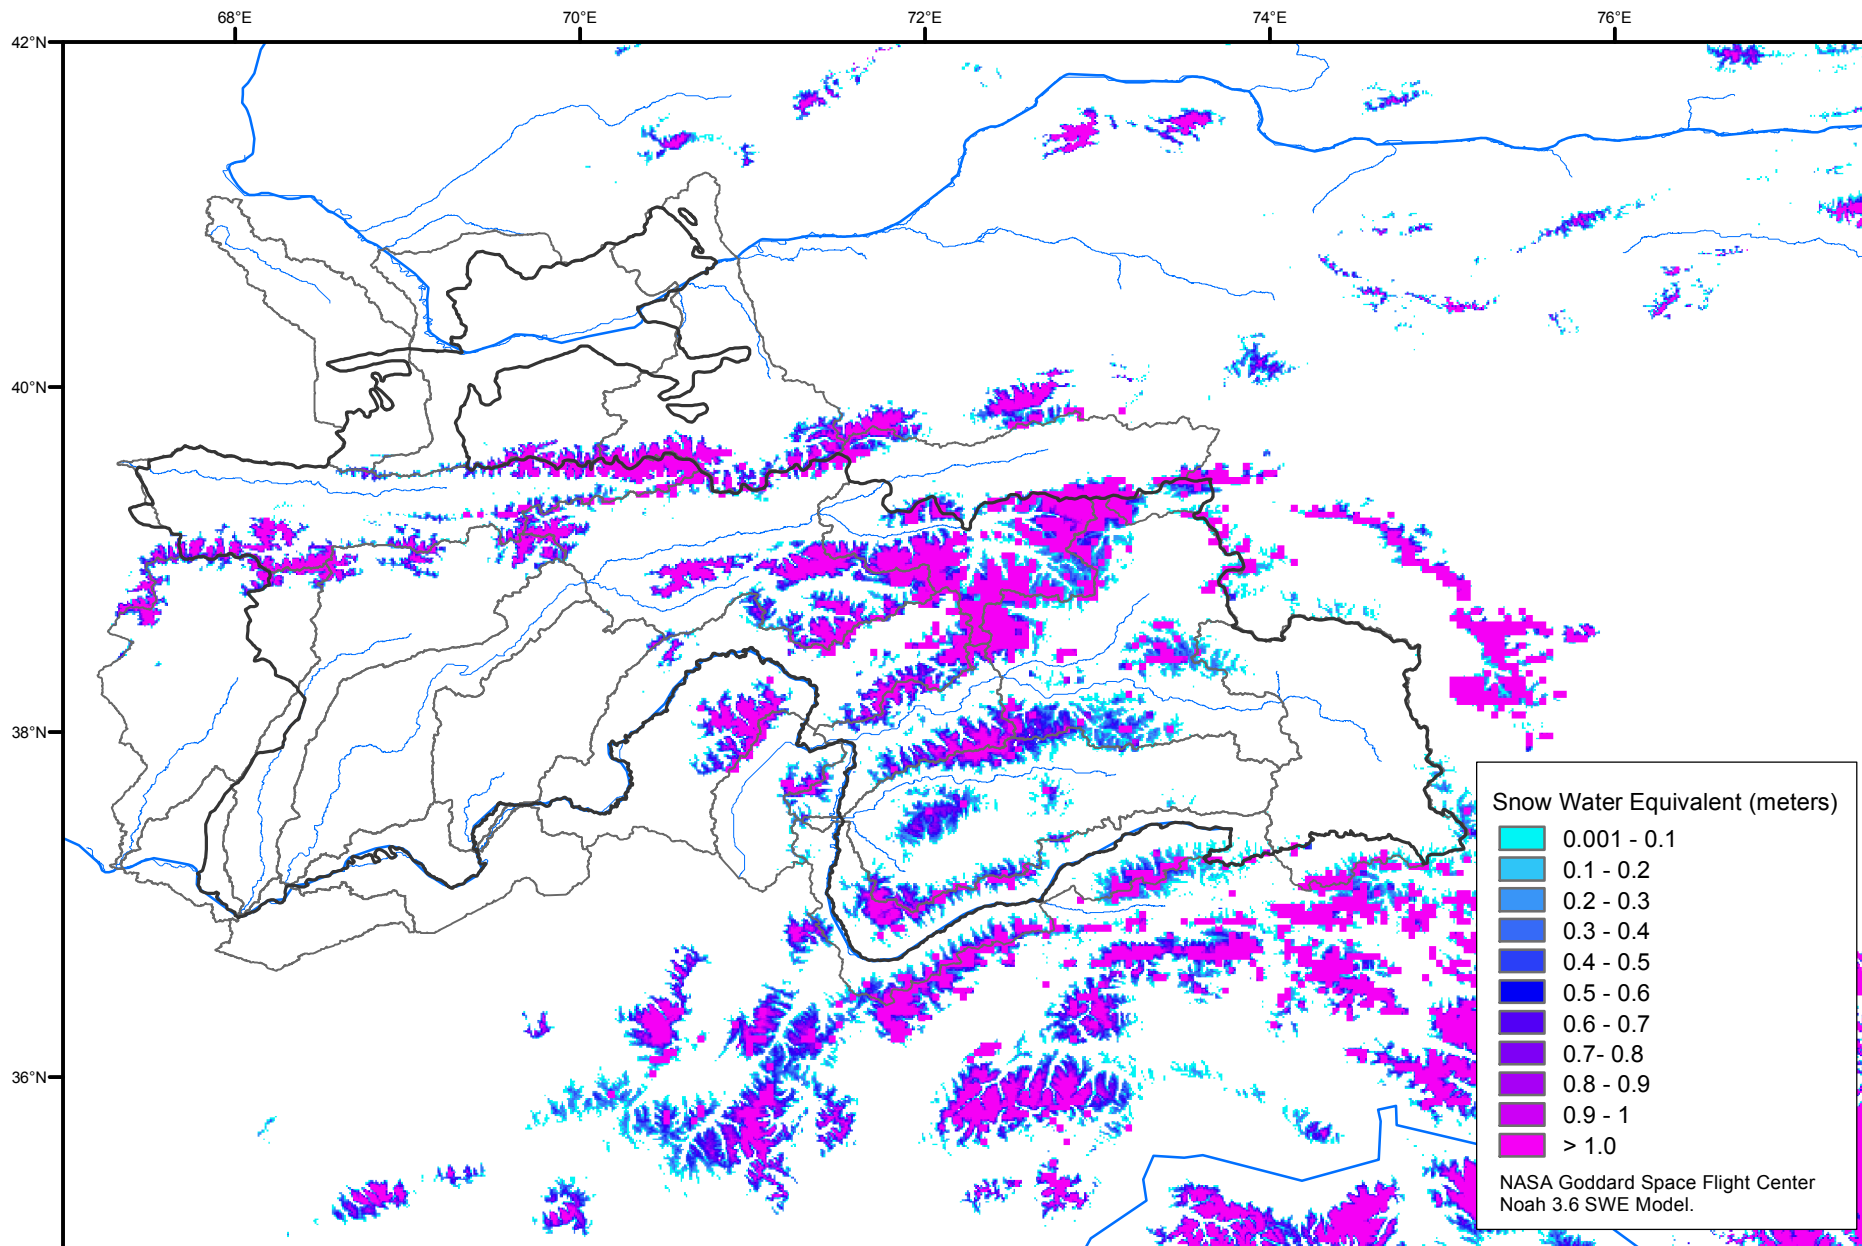 68°E
70°E
72°E
74°E
76°E
42°N
40°N
38°N
36°N
Snow Water Equivalent (meters)
0.001 - 0.1
0.1 - 0.2
0.2 - 0.3
0.3 - 0.4
0.4 - 0.5
0.5 - 0.6
0.6 - 0.7
0.7- 0.8
0.8 - 0.9
0.9 - 1
> 1.0
NASA Goddard Space Flight Center
Noah 3.6 SWE Model.